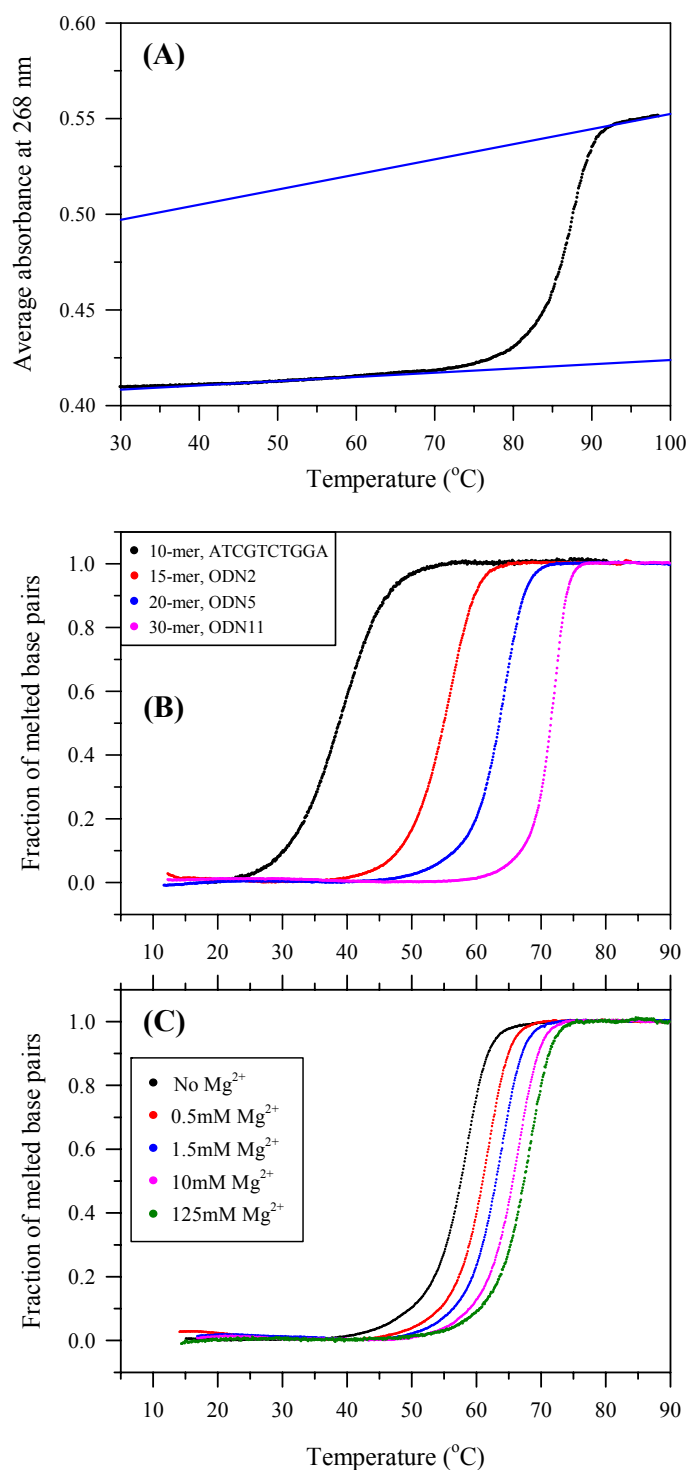 (A)
Average absorbance at 268 nm
0.60
0.55
0.50
0.45
0.40
30 40 50 60 70 80 90 100
Temperature (°C)
(B)
Fraction of melted base pairs
1.0
0.8
0.6
0.4
0.2
0.0
10-mer, ATCGTCTGGA
15-mer, ODN2
20-mer, ODN5
30-mer, ODN11
10 20 30 40 50 60 70 80 90
(C)
Fraction of melted base pairs
1.0
0.8
0.6
0.4
0.2
0.0
No Mg²⁺
0.5mM Mg²⁺
1.5mM Mg²⁺
10mM Mg²⁺
125mM Mg²⁺
10 20 30 40 50 60 70 80 90
Temperature (°C)